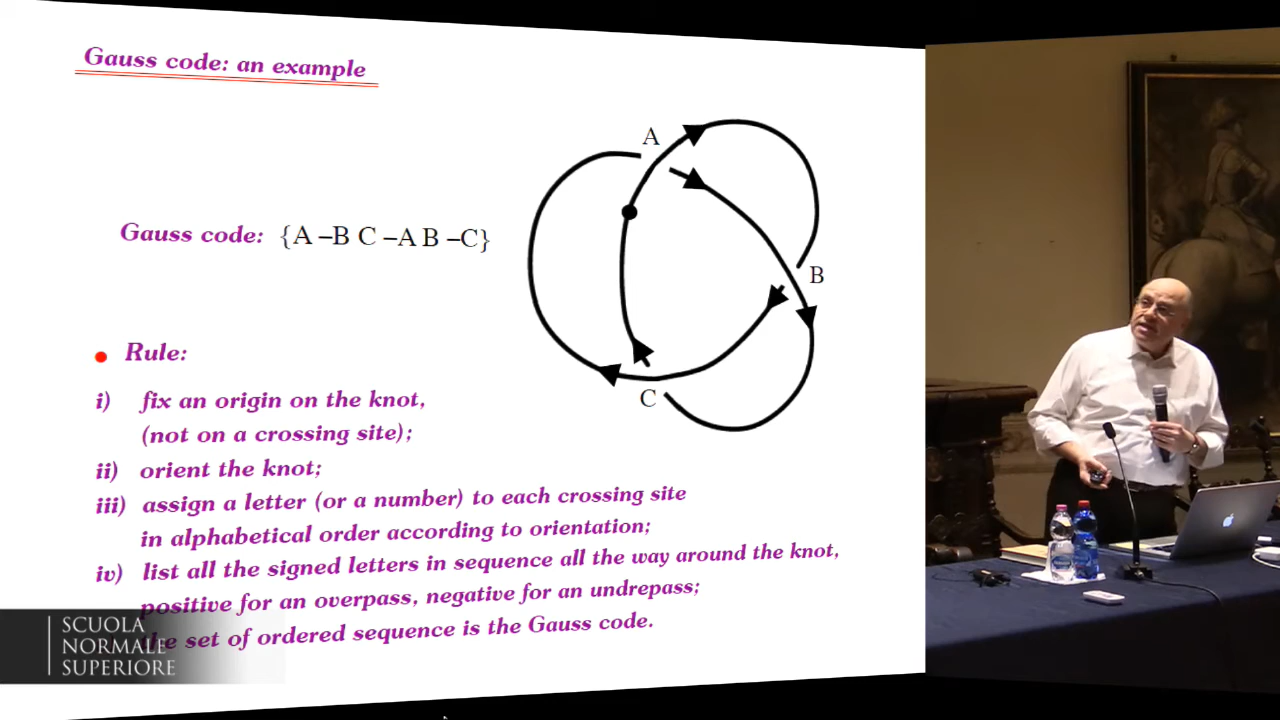 Gauss code: an example
A
Gauss code: {A –B C –A B –C}
B
Rule:
C
i) fix an origin on the knot,
(not on a crossing site);
ii) orient the knot;
iii) assign a letter (or a number) to each crossing site
in alphabetical order according to orientation;
iv) list all the signed letters in sequence all the way around the knot,
positive for an overpass, negative for an undrepass;
the set of ordered sequence is the Gauss code.
SCUOLA
NORMALE
SUPERIORE